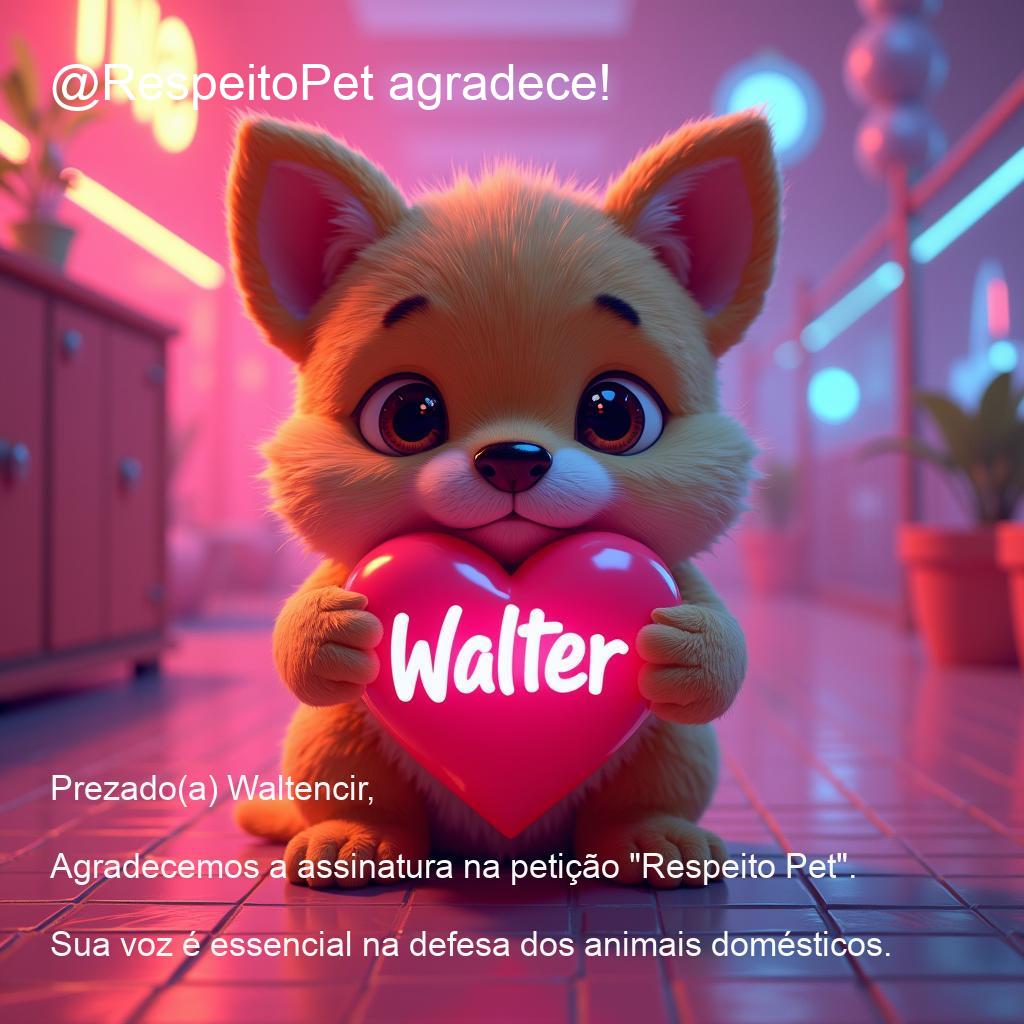 @RespeitoPet agradece!
Walter
Prezado(a) Waltencir,
Agradecemos a assinatura na petição "Respeito Pet".
Sua voz é essencial na defesa dos animais domésticos.